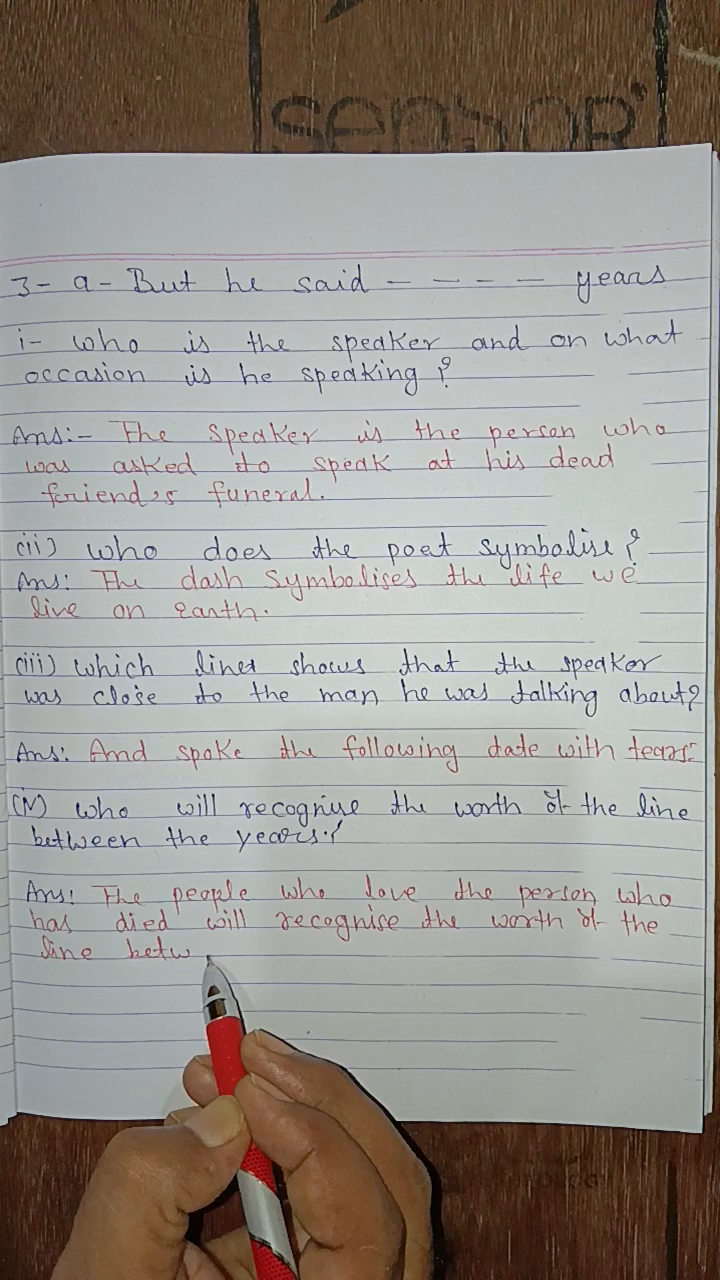 sensor
3- a- But he said - - - - years
i- who is the speaker and on what
occasion is he speaking?
Ans:- The speaker is the person who
was asked to speak at his dead
friend's funeral.
(ii) who does the poet symbolise?
Ans: The dash symbolises the life we
live on earth.
(iii) which lines shows that the speaker
was close to the man he was talking about?
Ans: And spoke the following date with tears.
(iv) who will recognise the worth of the line
between the years?
Ans: The people who love the person who
has died will recognise the worth of the
line betw